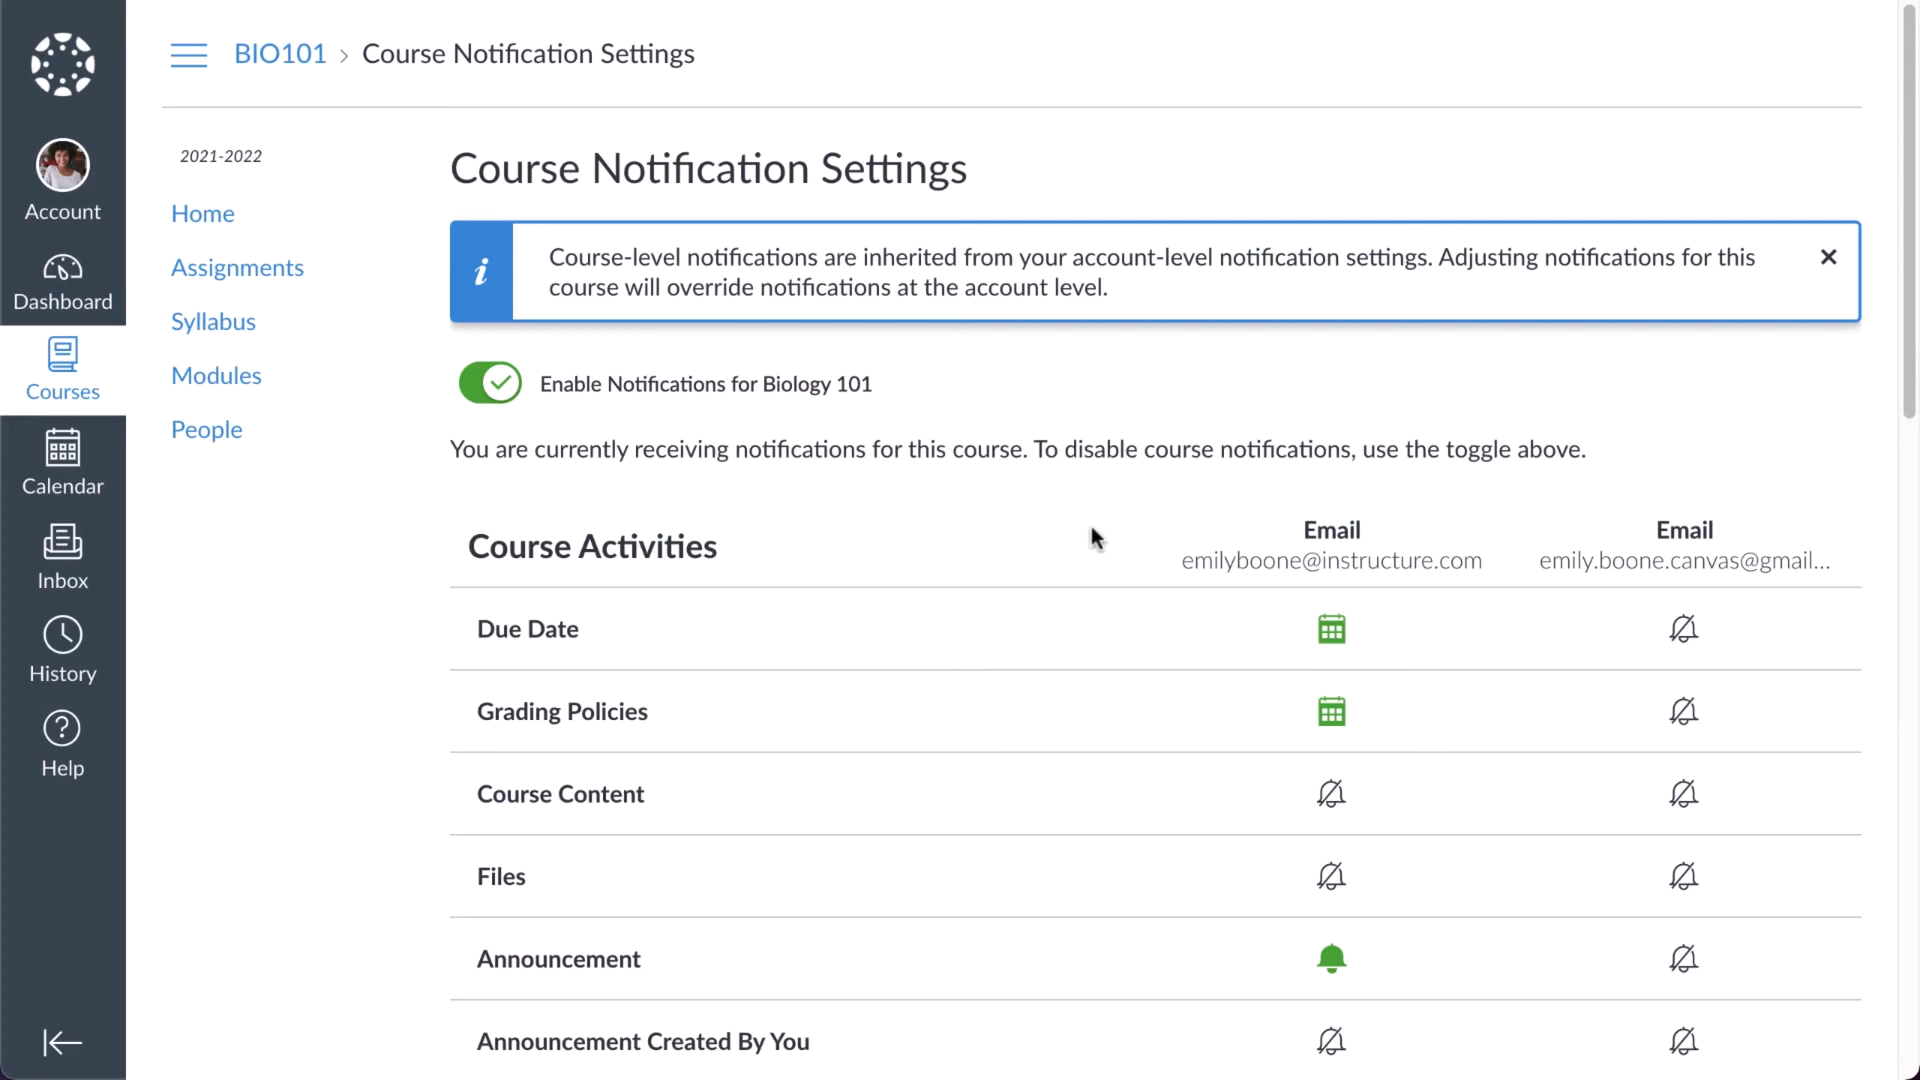 BIO101 > Course Notification Settings
Account
Dashboard
Courses
Calendar
Inbox
History
Help
2021-2022
Home
Assignments
Syllabus
Modules
People
Course Notification Settings
Course-level notifications are inherited from your account-level notification settings. Adjusting notifications for this
course will override notifications at the account level.
Enable Notifications for Biology 101
You are currently receiving notifications for this course. To disable course notifications, use the toggle above.
Course Activities
Email
emilyboone@instructure.com
Email
emily.boone.canvas@gmail...
Due Date
Grading Policies
Course Content
Files
Announcement
Announcement Created By You